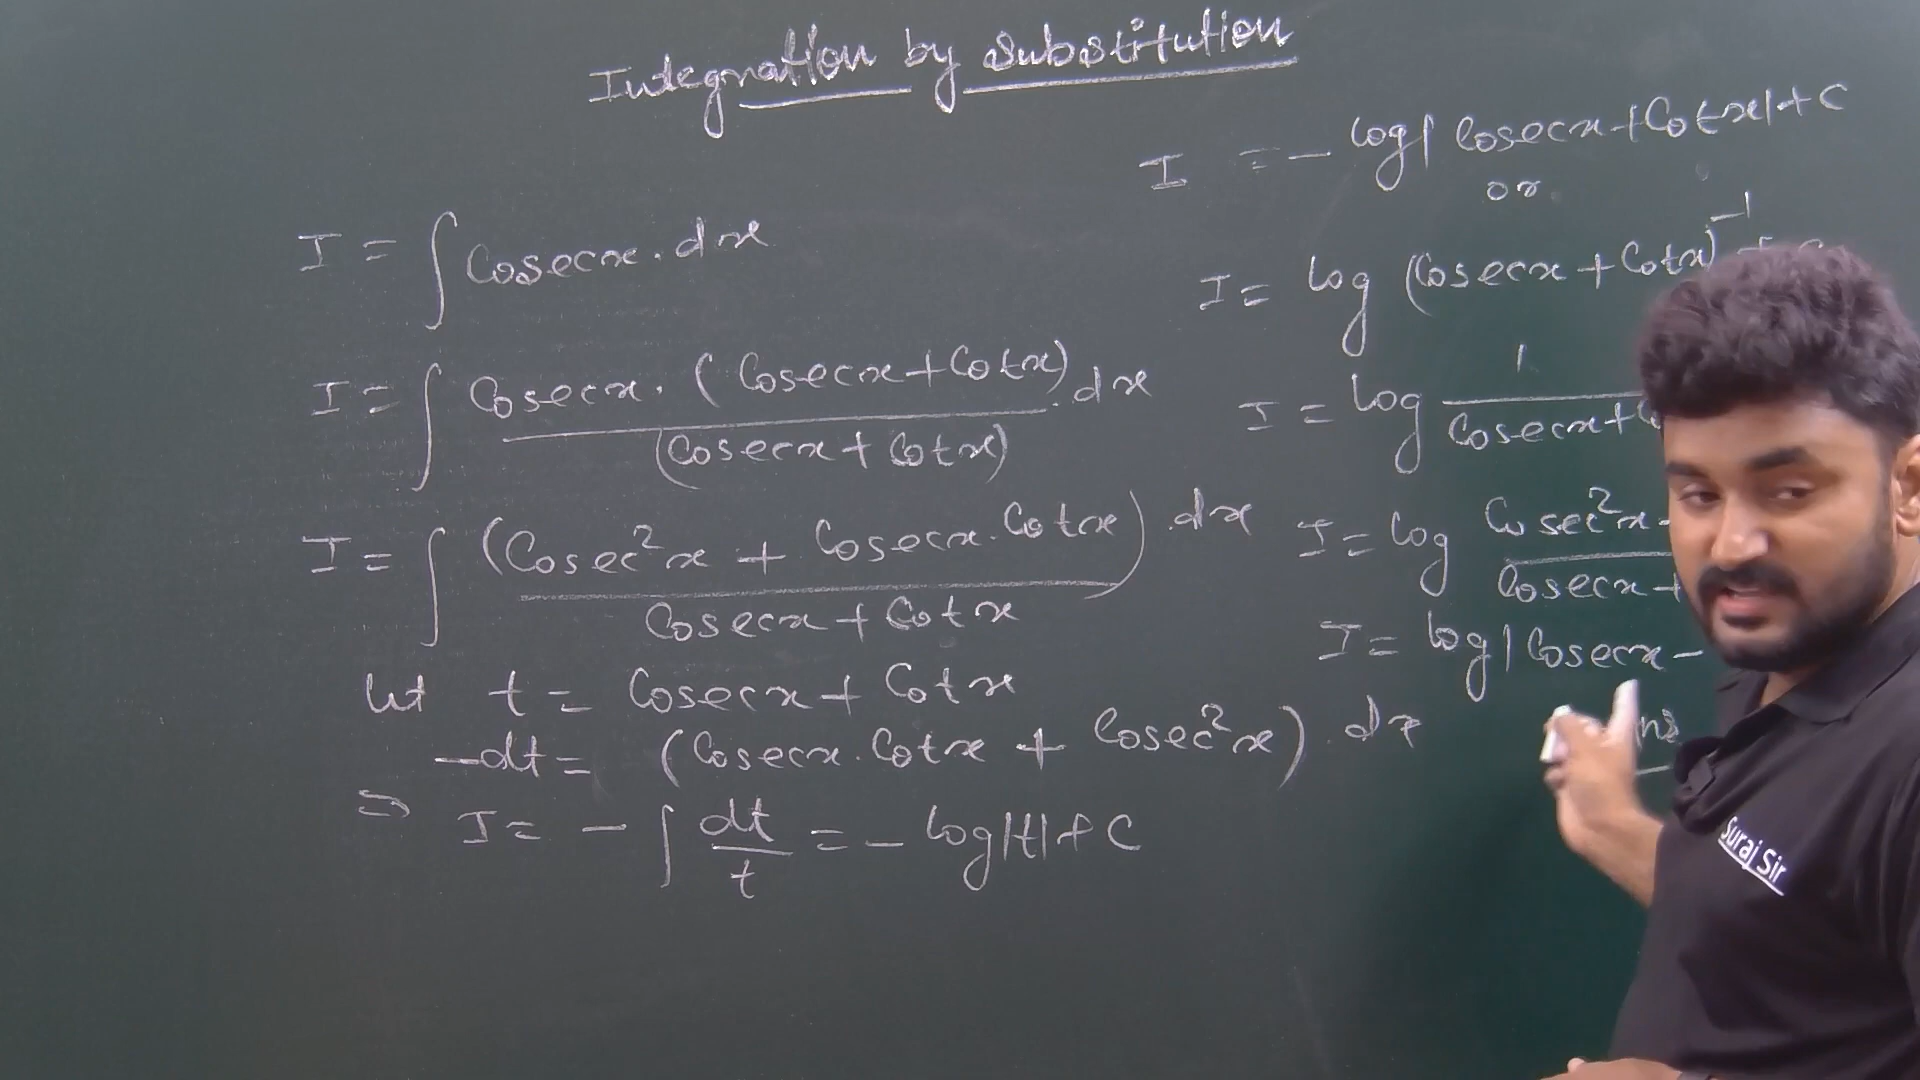 Integration by substitution
I = ∫ Cosecx . dx
I = ∫ Cosecx . (Cosecx + Cotx) . dx
(Cosecx + Cotx)
I = ∫ (Cosec²x + Cosecx . Cotx) . dx
Cosecx + Cotx
let t = Cosecx + Cotx
-dt = (Cosecx . Cotx + Cosec²x) . dx
⇒ I = - ∫ dt/t = - log|t| + C
I = - log|Cosecx + Cotx| + C
or
I = log (Cosecx + Cotx)⁻¹ +
I = log 1
Cosecx +
I = log Cosec²x -
Cosecx +
I = log|Cosecx -
Suraj Sir